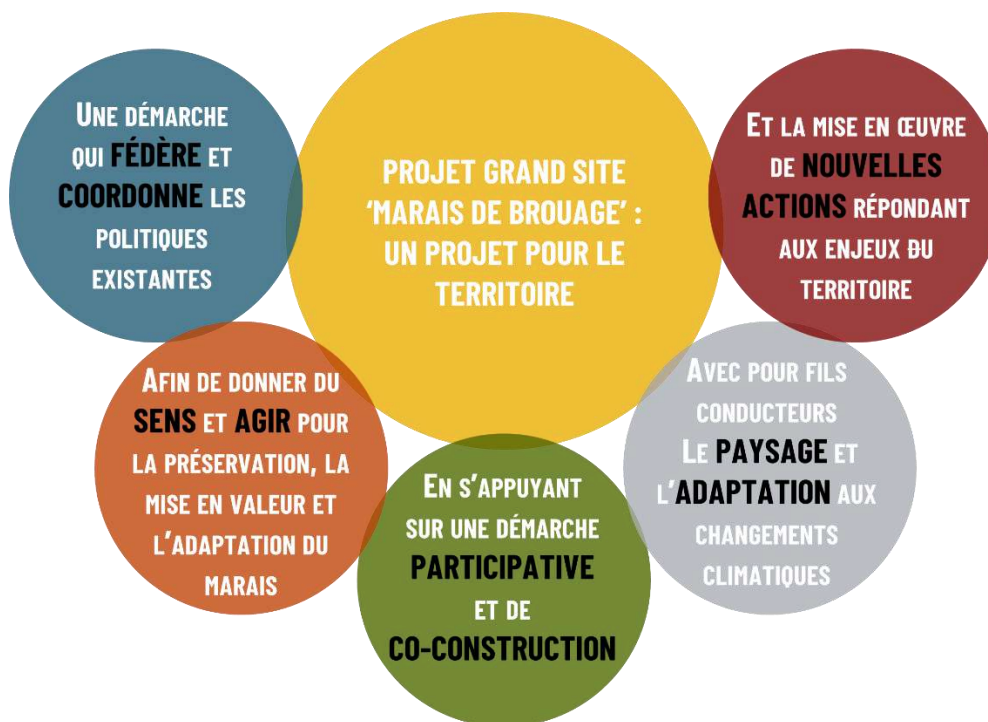 PROJET GRAND SITE
‘MARAIS DE BROUAGE’ :
UN PROJET POUR LE
TERRITOIRE
UNE DÉMARCHE
QUI FÉDÈRE ET
COORDONNE LES
POLITIQUES
EXISTANTES
AFIN DE DONNER DU
SENS ET AGIR POUR
LA PRÉSERVATION, LA
MISE EN VALEUR ET
L’ADAPTATION DU
MARAIS
EN S’APPUYANT
SUR UNE DÉMARCHE
PARTICIPATIVE
ET DE
CO-CONSTRUCTION
AVEC POUR FILS
CONDUCTEURS
LE PAYSAGE ET
L’ADAPTATION AUX
CHANGEMENTS
CLIMATIQUES
ET LA MISE EN ŒUVRE
DE NOUVELLES
ACTIONS RÉPONDANT
AUX ENJEUX DU
TERRITOIRE